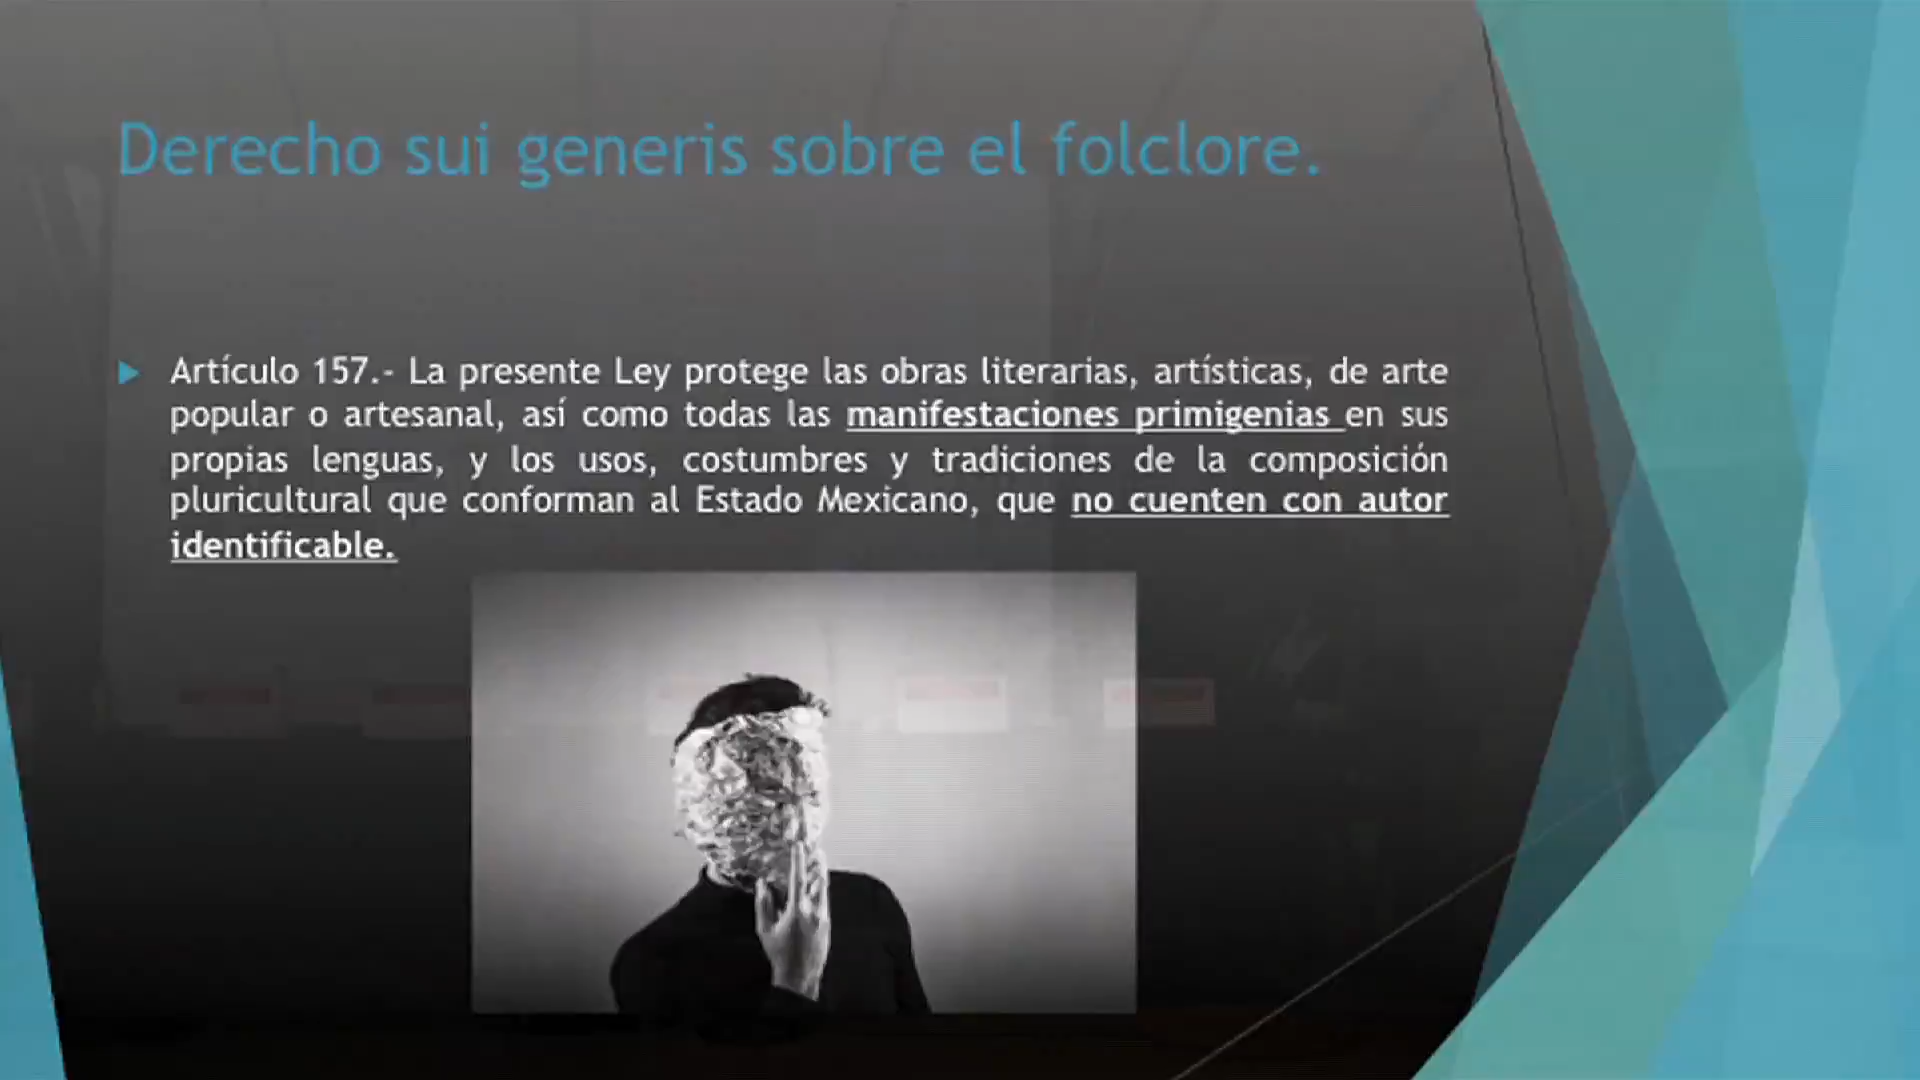 Derecho sui generis sobre el folclore.
Artículo 157.- La presente Ley protege las obras literarias, artísticas, de arte
popular o artesanal, así como todas las manifestaciones primigenias en sus
propias lenguas, y los usos, costumbres y tradiciones de la composición
pluricultural que conforman al Estado Mexicano, que no cuenten con autor
identificable.